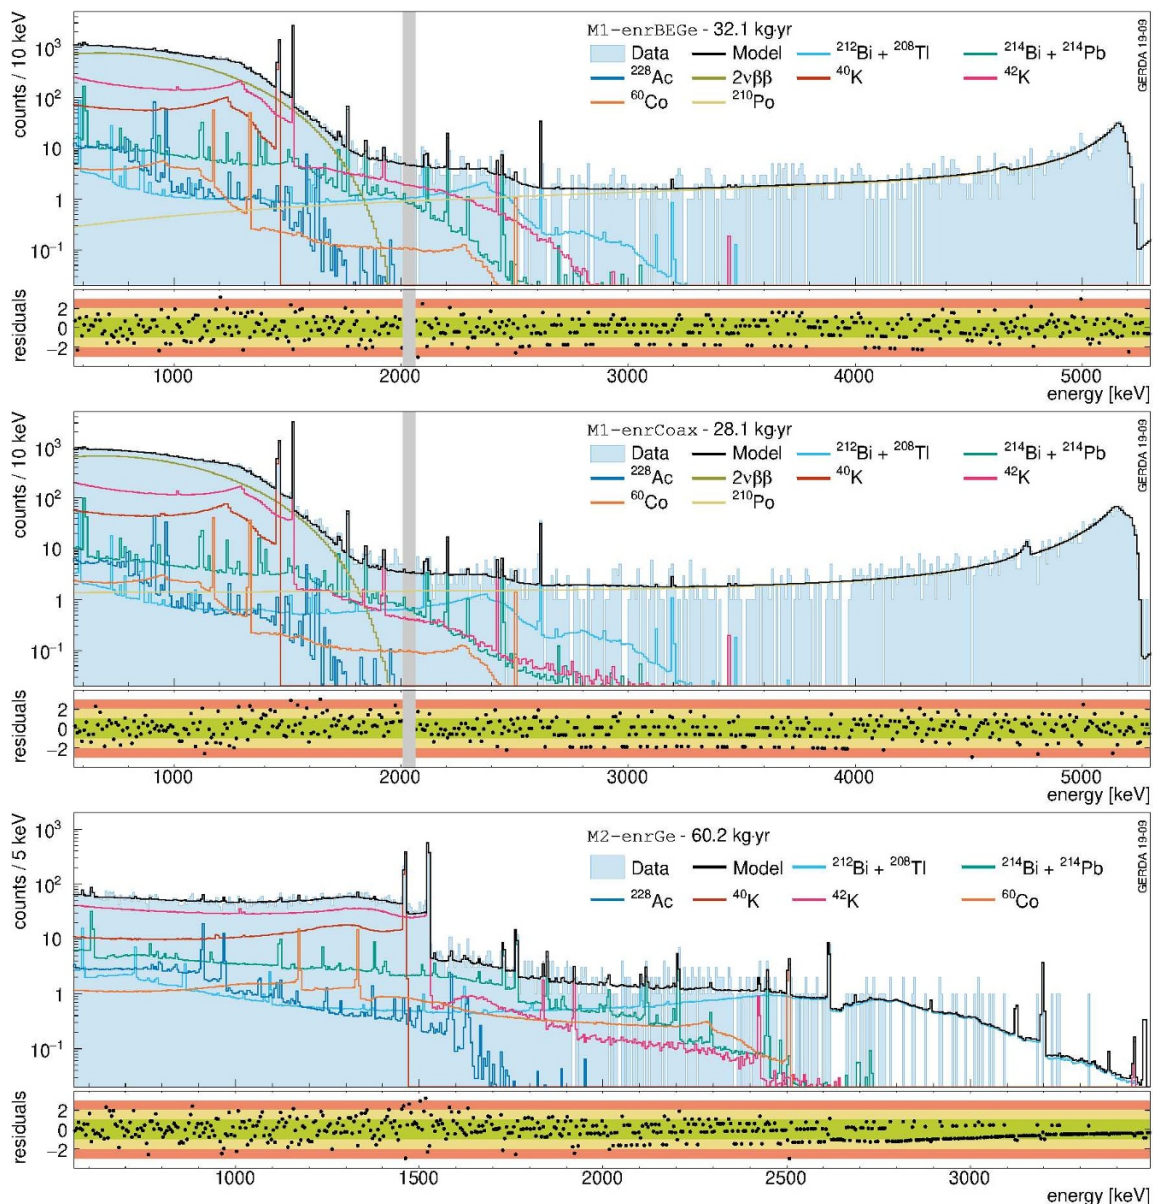 M1-enrBEGe - 32.1 kg·yr
Data Model ²¹²Bi + ²⁰⁸Tl ²¹⁴Bi + ²¹⁴Pb
²²⁸Ac 2νββ ⁴⁰K ⁴²K
⁶⁰Co ²¹⁰Po
GERDA 19-09
counts / 10 keV
10³
10²
10
1
10⁻¹
residuals
2
0
−2
1000 2000 3000 4000 5000
energy [keV]
M1-enrCoax - 28.1 kg·yr
Data Model ²¹²Bi + ²⁰⁸Tl ²¹⁴Bi + ²¹⁴Pb
²²⁸Ac 2νββ ⁴⁰K ⁴²K
⁶⁰Co ²¹⁰Po
GERDA 19-09
counts / 10 keV
10³
10²
10
1
10⁻¹
residuals
2
0
−2
1000 2000 3000 4000 5000
energy [keV]
M2-enrGe - 60.2 kg·yr
Data Model ²¹²Bi + ²⁰⁸Tl ²¹⁴Bi + ²¹⁴Pb
²²⁸Ac ⁴⁰K ⁴²K ⁶⁰Co
GERDA 19-09
counts / 5 keV
10³
10²
10
1
10⁻¹
residuals
2
0
−2
1000 1500 2000 2500 3000
energy [keV]